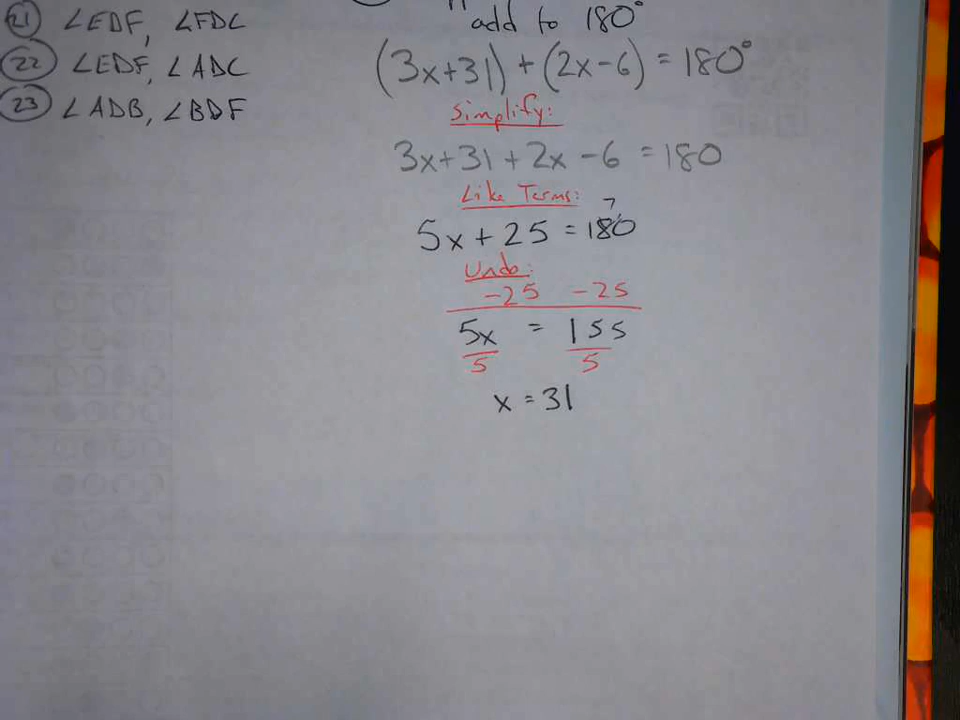 21 ∠EDF, ∠FDC
22 ∠EDF, ∠ADC
23 ∠ADB, ∠BDF
add to 180°
(3x+31) + (2x-6) = 180°
Simplify:
3x+31 + 2x -6 = 180
Like Terms:
7
5x + 25 = 180
Undo:
-25 -25
5x = 155
5 5
x = 31